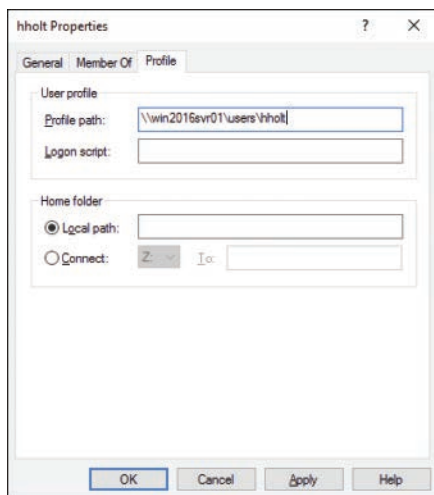 hholt Properties
? ×
General Member Of Profile
User profile
Profile path: \\win2016svr01\users\hholt
Logon script:
Home folder
Local path:
Connect: Z: To:
OK Cancel Apply Help